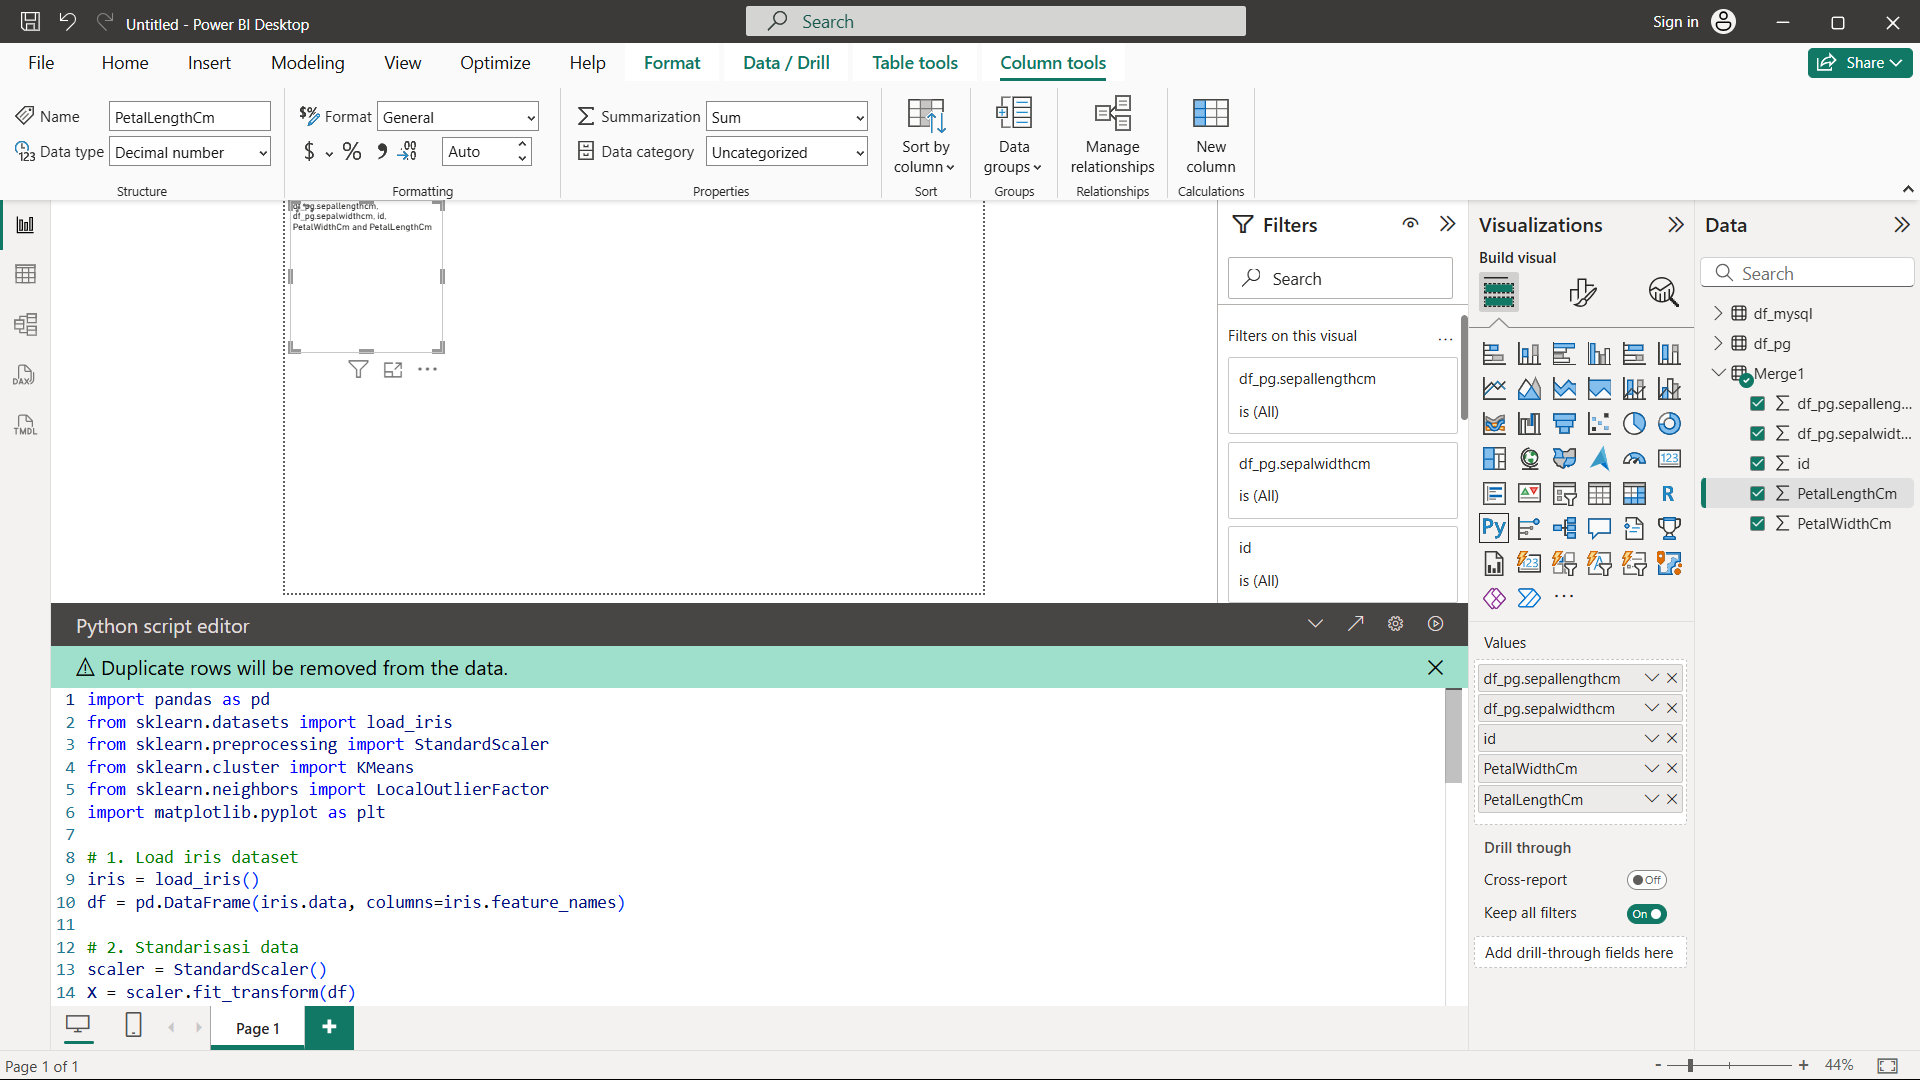 Untitled - Power BI Desktop
Search
Sign in
File
Home
Insert
Modeling
View
Optimize
Help
Format
Data / Drill
Table tools
Column tools
Share
Name
PetalLengthCm
Data type
Decimal number
Structure
Format
General
$
%
Auto
Formatting
Summarization
Sum
Data category
Uncategorized
Properties
Sort by
column
Sort
Data
groups
Groups
Manage
relationships
Relationships
New
column
Calculations
df_pg.sepallengthcm,
df_pg.sepalwidthcm, id,
PetalWidthCm and PetalLengthCm
DAX
TMDL
Filters
Search
Filters on this visual
...
df_pg.sepallengthcm
is (All)
df_pg.sepalwidthcm
is (All)
id
is (All)
Visualizations
Build visual
123
R
Py
123
...
Values
df_pg.sepallengthcm
df_pg.sepalwidthcm
id
PetalWidthCm
PetalLengthCm
Drill through
Cross-report
Off
Keep all filters
On
Add drill-through fields here
Data
Search
df_mysql
df_pg
Merge1
df_pg.sepalleng...
df_pg.sepalwidt...
id
PetalLengthCm
PetalWidthCm
Python script editor
Duplicate rows will be removed from the data.
1 import pandas as pd
2 from sklearn.datasets import load_iris
3 from sklearn.preprocessing import StandardScaler
4 from sklearn.cluster import KMeans
5 from sklearn.neighbors import LocalOutlierFactor
6 import matplotlib.pyplot as plt
7
8 # 1. Load iris dataset
9 iris = load_iris()
10 df = pd.DataFrame(iris.data, columns=iris.feature_names)
11
12 # 2. Standarisasi data
13 scaler = StandardScaler()
14 X = scaler.fit_transform(df)
Page 1
+
Page 1 of 1
-
+
44%